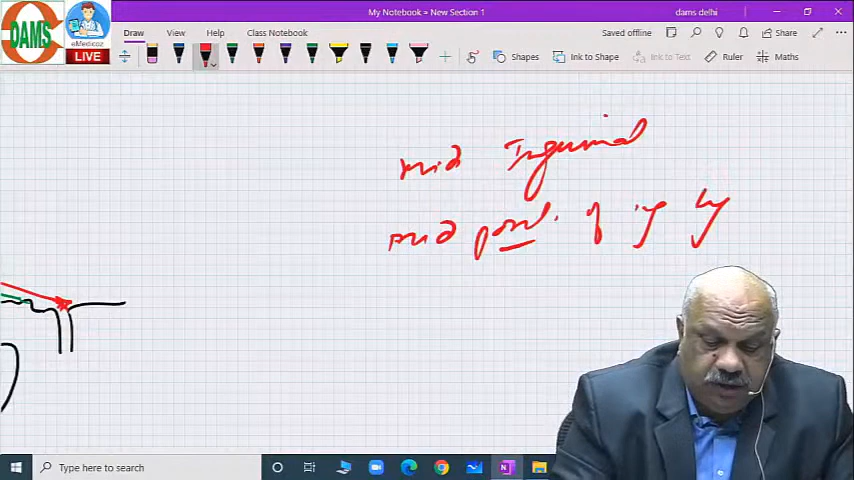 My Notebook » New Section 1
dams delhi
DAMS
eMedicoz
LIVE
Draw
View
Help
Class Notebook
Saved offline
Share
Shapes
Ink to Shape
Ink to Text
Ruler
Maths
mid Inguinal
mid point of
Type here to search